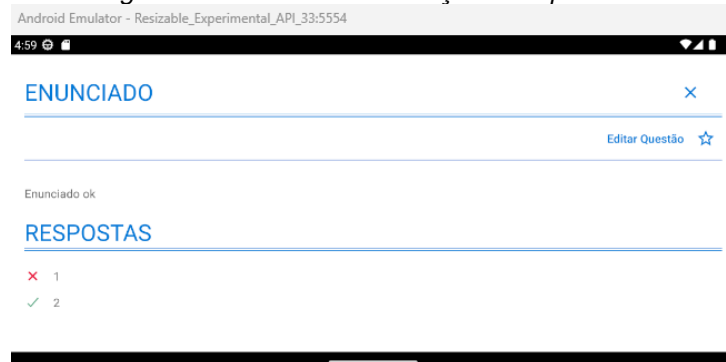 Android Emulator - Resizable_Experimental_API_33:5554
4:59
ENUNCIADO
Editar Questão
Enunciado ok
RESPOSTAS
1
2